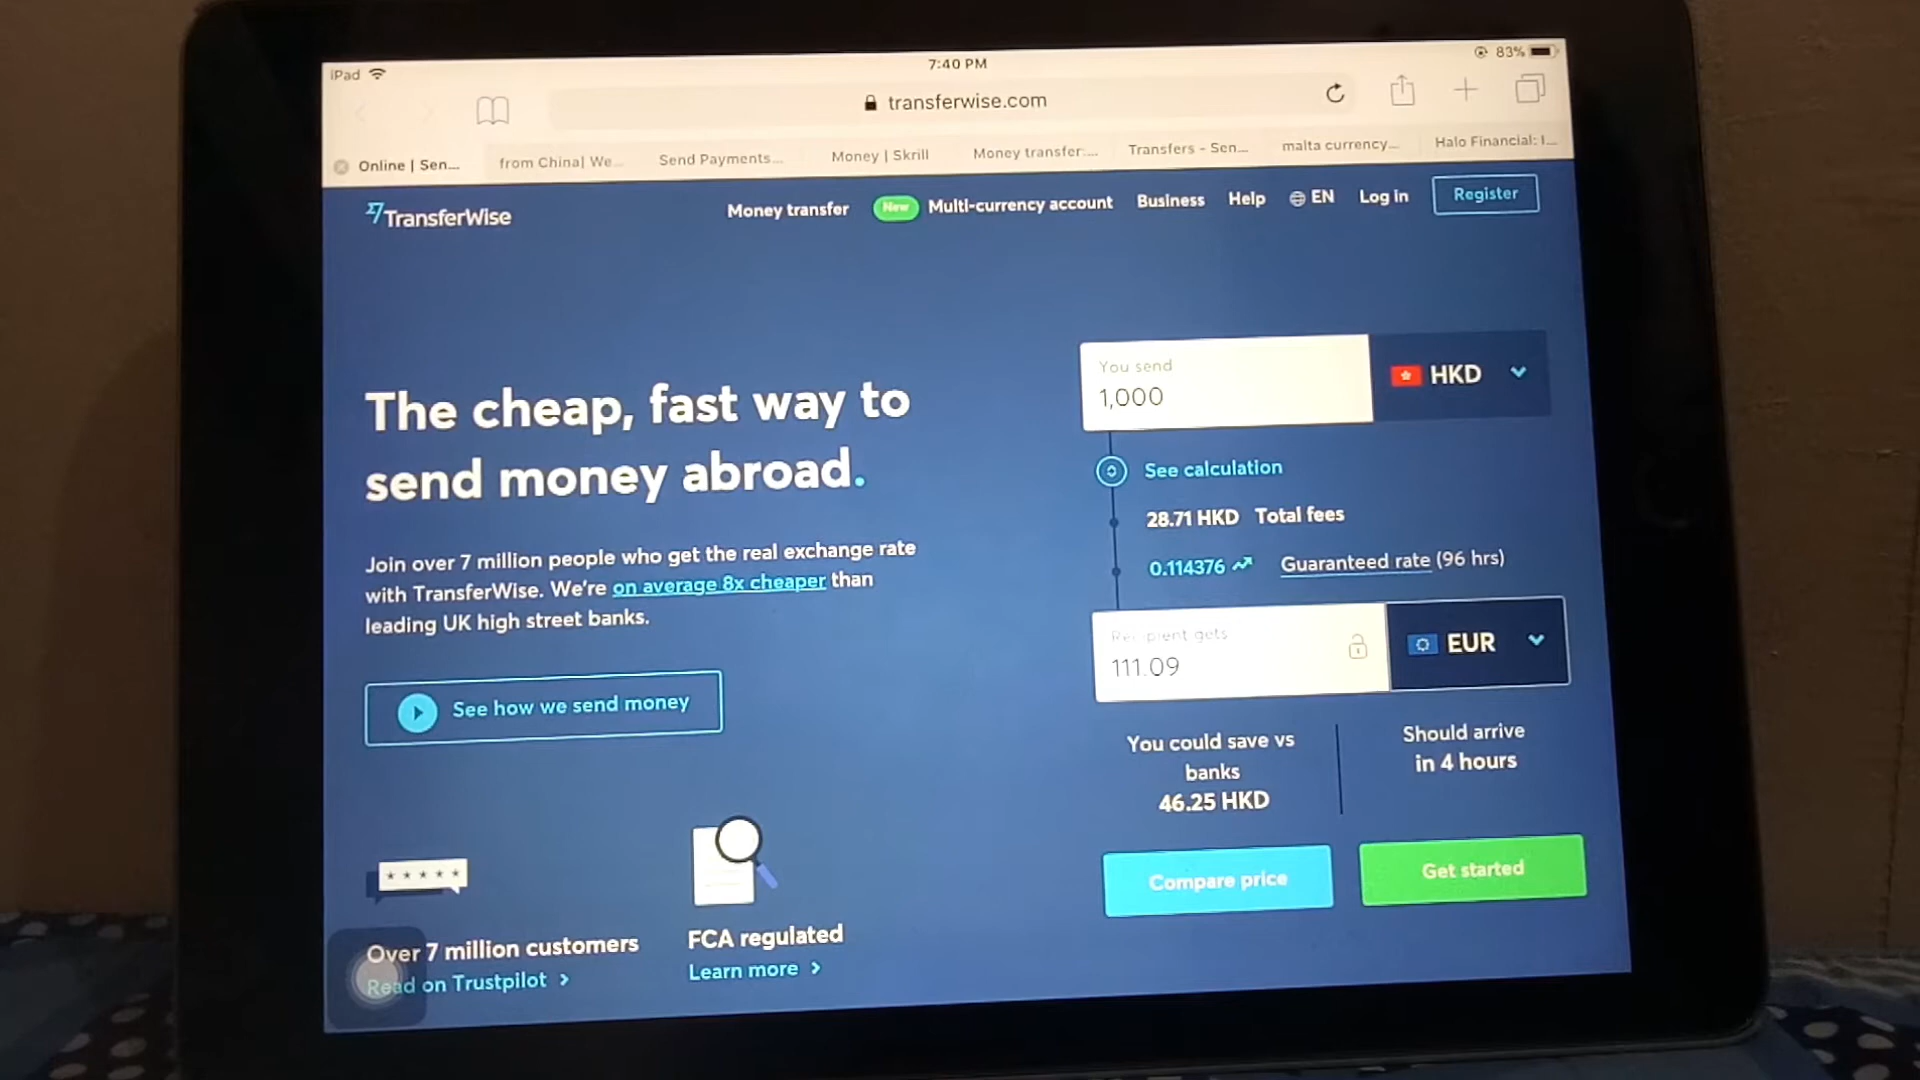 iPad
7:40 PM
83%
transferwise.com
Online | Sen...
from China| We...
Send Payments...
Money | Skrill
Money transfer:...
Transfers - Sen...
malta currency...
Halo Financial: I...
TransferWise
Money transfer
New
Multi-currency account
Business
Help
EN
Log in
Register
The cheap, fast way to
send money abroad.
Join over 7 million people who get the real exchange rate
with TransferWise. We're on average 8x cheaper than
leading UK high street banks.
See how we send money
Over 7 million customers
Read on Trustpilot >
FCA regulated
Learn more >
You send
1,000
HKD
See calculation
28.71 HKD Total fees
0.114376 Guaranteed rate (96 hrs)
Recipient gets
111.09
EUR
You could save vs
banks
46.25 HKD
Should arrive
in 4 hours
Compare price
Get started